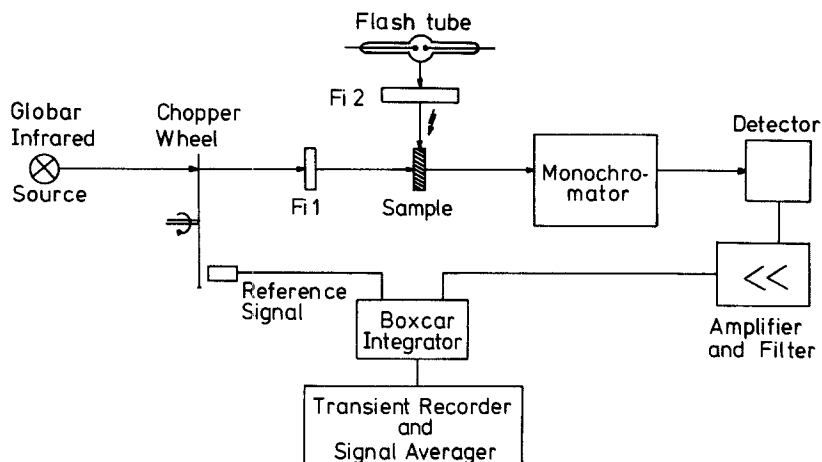 Flash tube
Fi 2
Globar
Infrared
Source
Chopper
Wheel
Fi 1
Sample
Monochro-
mator
Detector
Reference
Signal
Boxcar
Integrator
Amplifier
and Filter
Transient Recorder
and
Signal Averager